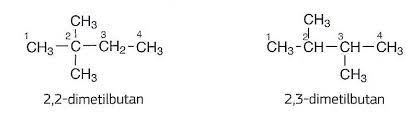 CH₃
1 2 3 4
CH₃–C–CH₂–CH₃
CH₃
2,2-dimetilbutan
CH₃
1 2 3 4
CH₃–CH–CH–CH₃
CH₃
2,3-dimetilbutan